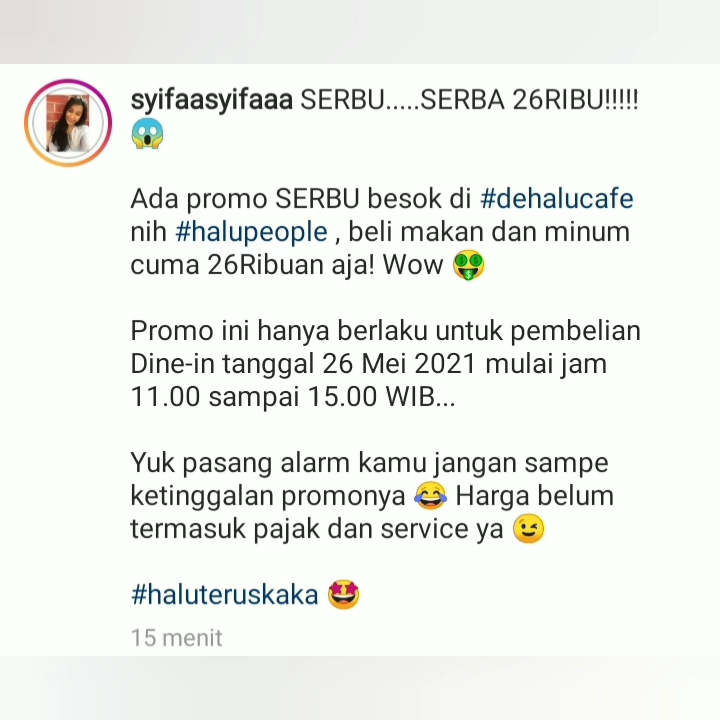 syifaasyifaaa SERBU.....SERBA 26RIBU!!!!!
😱
Ada promo SERBU besok di #dehalucafe
nih #halupeople , beli makan dan minum
cuma 26Ribuan aja! Wow 🤑
Promo ini hanya berlaku untuk pembelian
Dine-in tanggal 26 Mei 2021 mulai jam
11.00 sampai 15.00 WIB...
Yuk pasang alarm kamu jangan sampe
ketinggalan promonya 😂 Harga belum
termasuk pajak dan service ya 😉
#haluteruskaka 🤩
15 menit